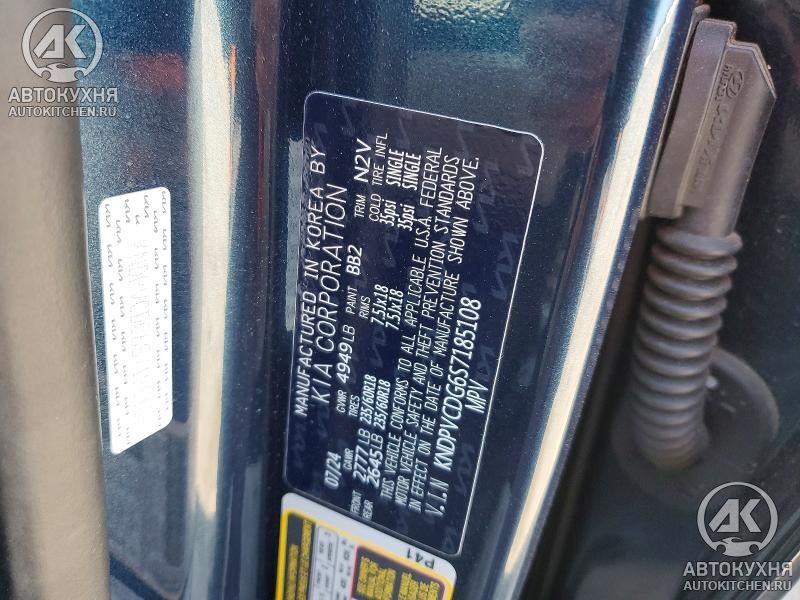 АВТОКУХНЯ
AUTOKITCHEN.RU
MANUFACTURED IN KOREA BY
KIA CORPORATION
07/24 GVWR 4949LB PAINT BB2 TRIM N2V
GAWR TIRES RIMS COLD TIRE INFL
FRONT 2777LB 235/60R18 7.5Jx18 35psi SINGLE
REAR 2645LB 235/60R18 7.5Jx18 35psi SINGLE
THIS VEHICLE CONFORMS TO ALL APPLICABLE U.S.A. FEDERAL
MOTOR VEHICLE SAFETY AND THEFT PREVENTION STANDARDS
IN EFFECT ON THE DATE OF MANUFACTURE SHOWN ABOVE.
V.I.N KNDPVCDG6S7185108
MPV
P41
АВТОКУХНЯ
AUTOKITCHEN.RU